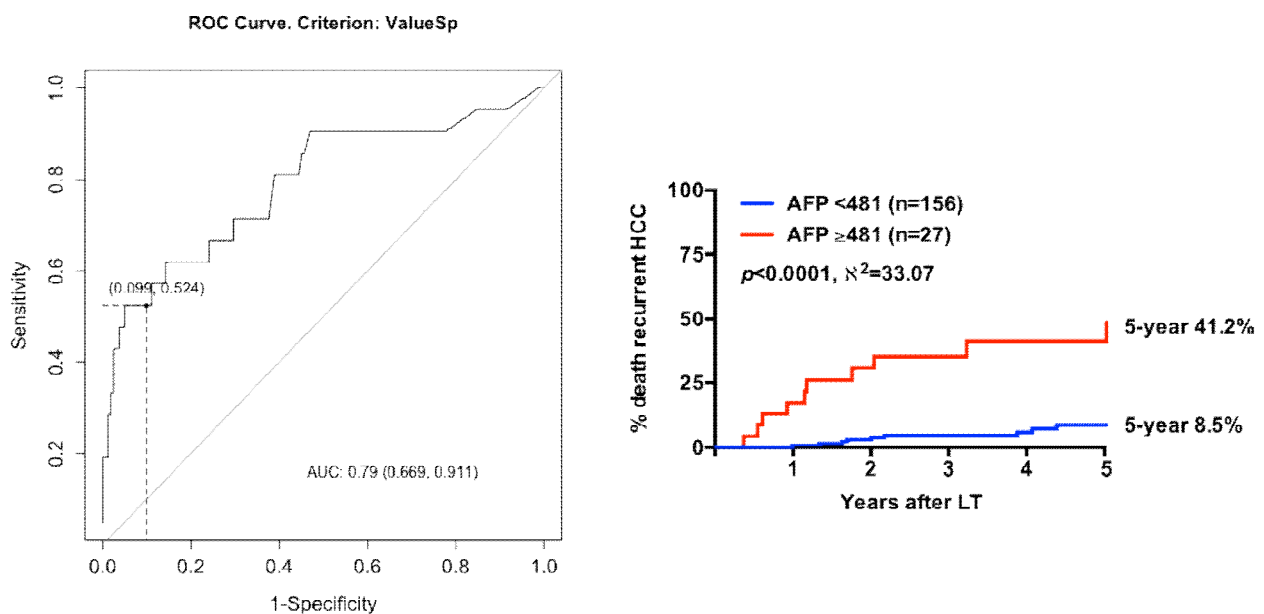 ROC Curve. Criterion: ValueSp
1.0
0.8
0.6
0.4
0.2
Sensitivity
(0.099, 0.524)
AUC: 0.79 (0.669, 0.911)
0.0 0.2 0.4 0.6 0.8 1.0
1-Specificity
100
75
50
25
0
% death recurrent HCC
AFP <481 (n=156)
AFP ≥481 (n=27)
p<0.0001, ℵ²=33.07
5-year 41.2%
5-year 8.5%
1 2 3 4 5
Years after LT